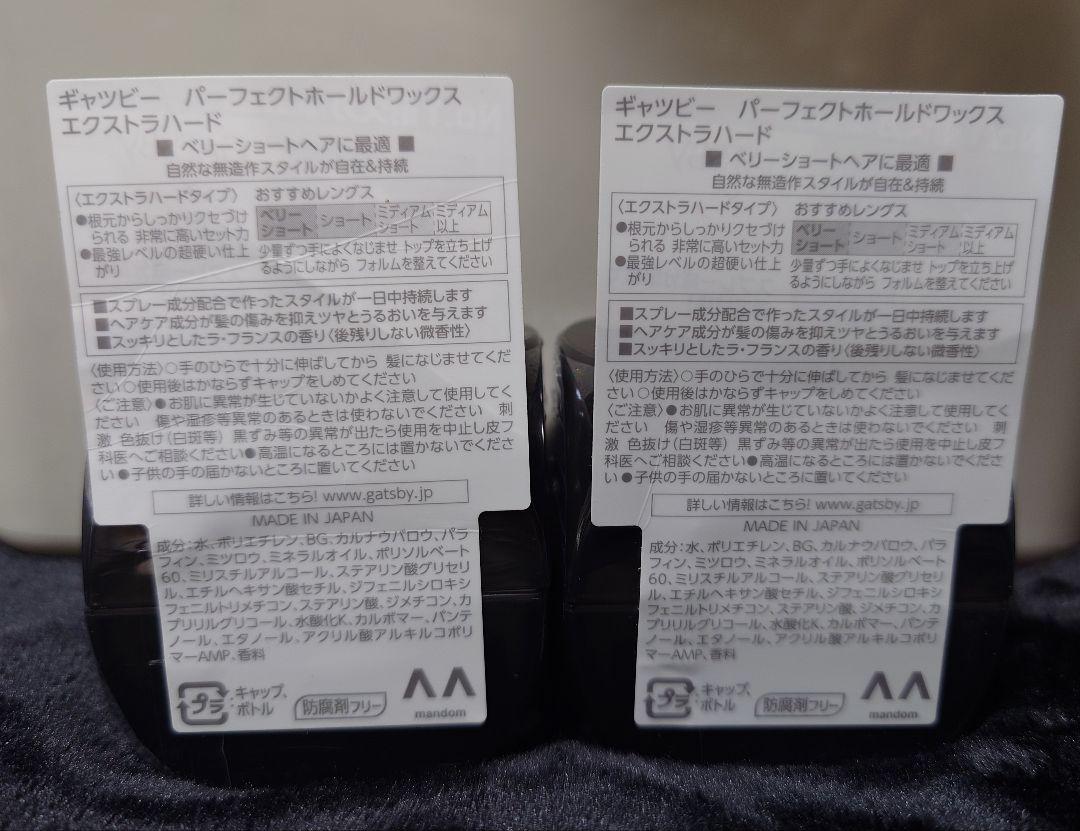 ギャツビー　パーフェクトホールドワックス
エクストラハード
■ ベリーショートヘアに最適 ■
自然な無造作スタイルが自在&持続
〈エクストラハードタイプ〉
●根元からしっかりクセづけ
られる 非常に高いセット力
●最強レベルの超硬い仕上
がり
おすすめレングス
ベリー
ショート
ショート
ミディアム
ショート
ミディアム
以上
少量ずつ手によくなじませ トップを立ち上げ
るようにしながら フォルムを整えてください
■スプレー成分配合で作ったスタイルが一日中持続します
■ヘアケア成分が髪の傷みを抑えツヤとうるおいを与えます
■スッキリとしたラ・フランスの香り〈後残りしない微香性〉
〈使用方法〉○手のひらで十分に伸ばしてから 髪になじませてくだ
さい ○使用後はかならずキャップをしめてください
〈ご注意〉●お肌に異常が生じていないかよく注意して使用してく
ださい　傷や湿疹等異常のあるときは使わないでください　刺
激 色抜け(白斑等) 黒ずみ等の異常が出たら使用を中止し皮フ
科医へご相談ください●高温になるところには置かないでくださ
い ●子供の手の届かないところに置いてください
詳しい情報はこちら! www.gatsby.jp
MADE IN JAPAN
成分:水、ポリエチレン、BG、カルナウバロウ、パラ
フィン、ミツロウ、ミネラルオイル、ポリソルベート
60、ミリスチルアルコール、ステアリン酸グリセリ
ル、エチルヘキサン酸セチル、ジフェニルシロキシ
フェニルトリメチコン、ステアリン酸、ジメチコン、カ
プリリルグリコール、水酸化K、カルボマー、パンテ
ノール、エタノール、アクリル酸アルキルコポリ
マーAMP、香料
プラ
:キャップ、
ボトル
防腐剤フリー
mandom
ギャツビー　パーフェクトホールドワックス
エクストラハード
■ ベリーショートヘアに最適 ■
自然な無造作スタイルが自在&持続
〈エクストラハードタイプ〉
●根元からしっかりクセづけ
られる 非常に高いセット力
●最強レベルの超硬い仕上
がり
おすすめレングス
ベリー
ショート
ショート
ミディアム
ショート
ミディアム
以上
少量ずつ手によくなじませ トップを立ち上げ
るようにしながら フォルムを整えてください
■スプレー成分配合で作ったスタイルが一日中持続します
■ヘアケア成分が髪の傷みを抑えツヤとうるおいを与えます
■スッキリとしたラ・フランスの香り〈後残りしない微香性〉
〈使用方法〉○手のひらで十分に伸ばしてから 髪になじませてくだ
さい ○使用後はかならずキャップをしめてください
〈ご注意〉●お肌に異常が生じていないかよく注意して使用してく
ださい　傷や湿疹等異常のあるときは使わないでください　刺
激 色抜け(白斑等) 黒ずみ等の異常が出たら使用を中止し皮フ
科医へご相談ください●高温になるところには置かないでくださ
い ●子供の手の届かないところに置いてください
詳しい情報はこちら! www.gatsby.jp
MADE IN JAPAN
成分:水、ポリエチレン、BG、カルナウバロウ、パラ
フィン、ミツロウ、ミネラルオイル、ポリソルベート
60、ミリスチルアルコール、ステアリン酸グリセリ
ル、エチルヘキサン酸セチル、ジフェニルシロキシ
フェニルトリメチコン、ステアリン酸、ジメチコン、カ
プリリルグリコール、水酸化K、カルボマー、パンテ
ノール、エタノール、アクリル酸アルキルコポリ
マーAMP、香料
プラ
:キャップ、
ボトル
防腐剤フリー
mandom